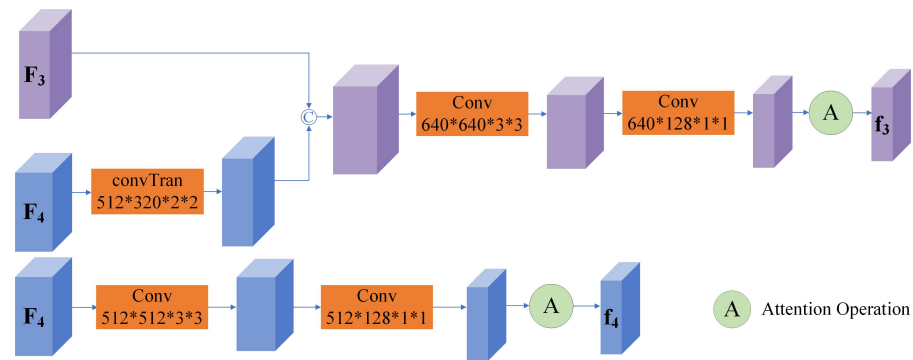 F3
C
Conv
640*640*3*3
Conv
640*128*1*1
A
f3
F4
convTran
512*320*2*2
F4
Conv
512*512*3*3
Conv
512*128*1*1
A
f4
A Attention Operation